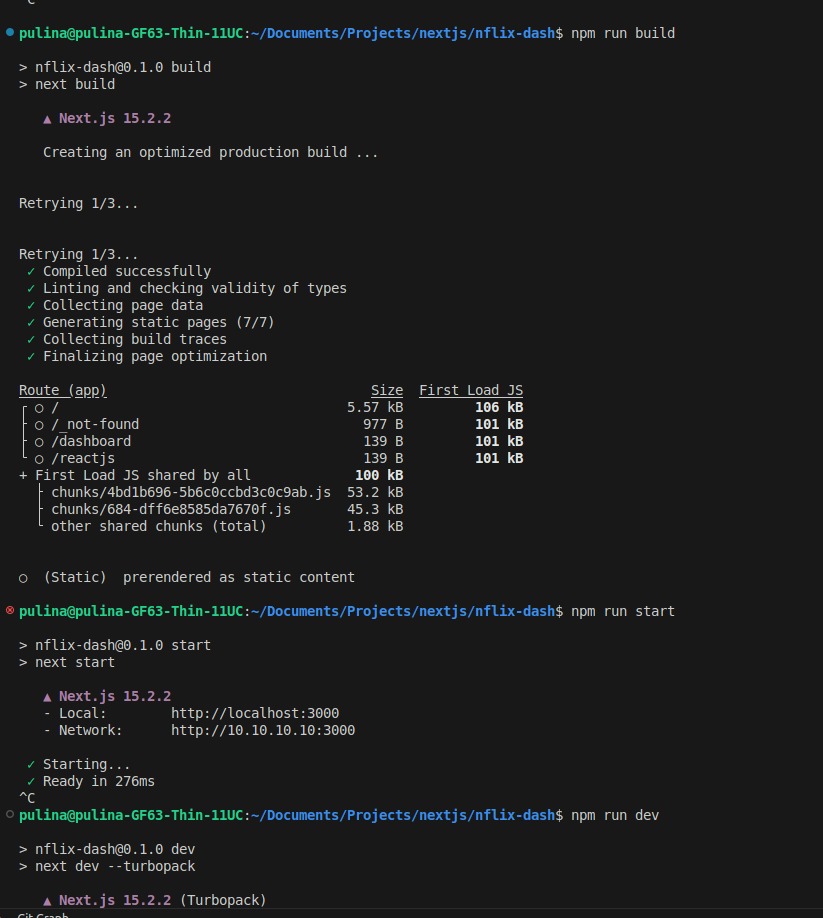 ^C
pulina@pulina-GF63-Thin-11UC:~/Documents/Projects/nextjs/nflix-dash$ npm run build
> nflix-dash@0.1.0 build
> next build
▲ Next.js 15.2.2
Creating an optimized production build ...
Retrying 1/3...
Retrying 1/3...
✓ Compiled successfully
✓ Linting and checking validity of types
✓ Collecting page data
✓ Generating static pages (7/7)
✓ Collecting build traces
✓ Finalizing page optimization
Route (app) Size First Load JS
┌ ○ / 5.57 kB 106 kB
├ ○ /_not-found 977 B 101 kB
├ ○ /dashboard 139 B 101 kB
└ ○ /reactjs 139 B 101 kB
+ First Load JS shared by all 100 kB
├ chunks/4bd1b696-5b6c0ccbd3c0c9ab.js 53.2 kB
├ chunks/684-dff6e8585da7670f.js 45.3 kB
└ other shared chunks (total) 1.88 kB
○ (Static) prerendered as static content
pulina@pulina-GF63-Thin-11UC:~/Documents/Projects/nextjs/nflix-dash$ npm run start
> nflix-dash@0.1.0 start
> next start
▲ Next.js 15.2.2
- Local: http://localhost:3000
- Network: http://10.10.10.10:3000
✓ Starting...
✓ Ready in 276ms
^C
pulina@pulina-GF63-Thin-11UC:~/Documents/Projects/nextjs/nflix-dash$ npm run dev
> nflix-dash@0.1.0 dev
> next dev --turbopack
▲ Next.js 15.2.2 (Turbopack)
Git Graph